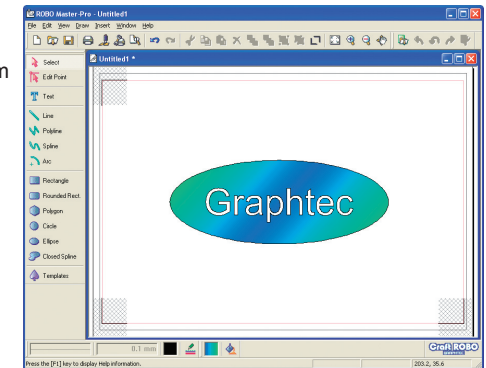 ROBO Master-Pro - Untitled1
File Edit View Draw Insert Window Help
m
Select
Untitled1 *
Edit Point
Text
Line
Polyline
Spline
Arc
Rectangle
Rounded Rect.
Polygon
Circle
Ellipse
Closed Spline
Templates
Graphtec
0.1 mm
Craft ROBO
Press the [F1] key to display Help information.
203.2, 35.6